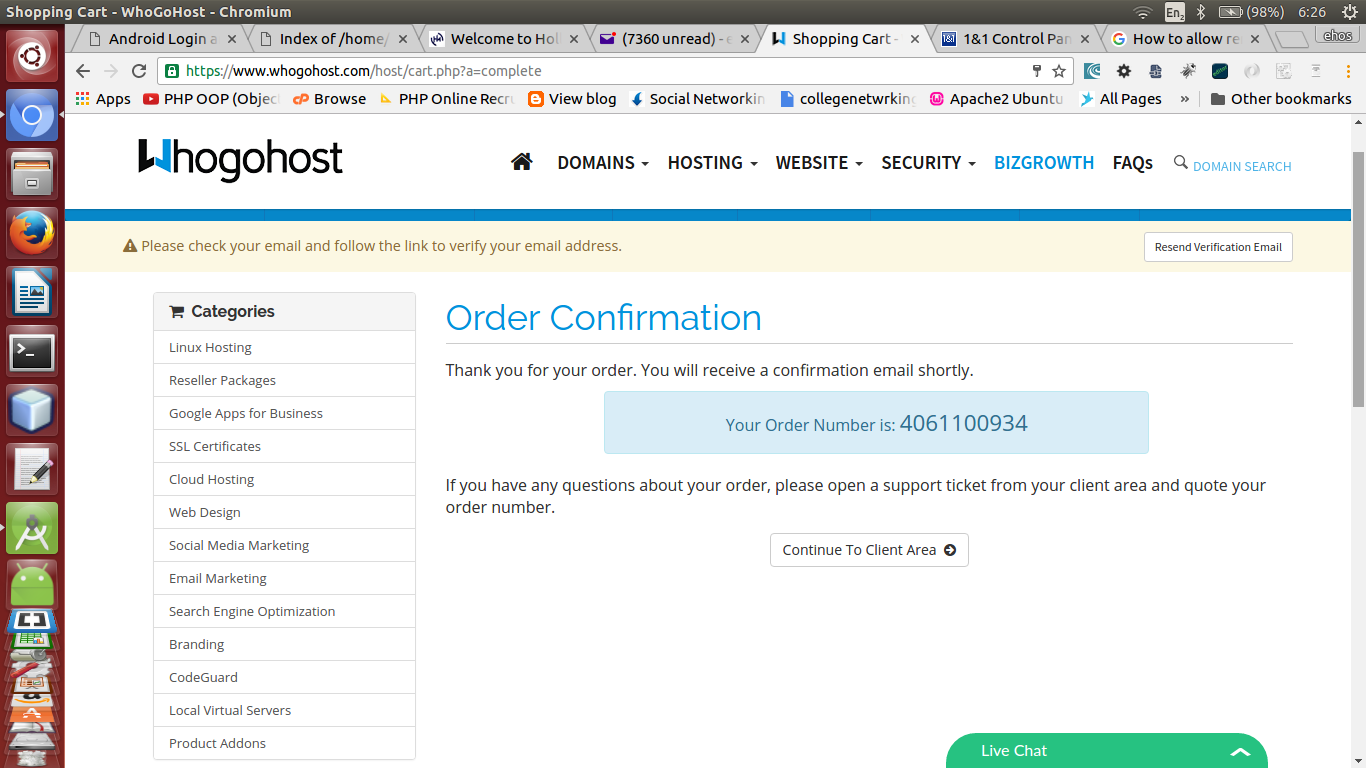 Shopping Cart - WhoGoHost - Chromium
En2 (98%) 6:26
Android Login a
Index of /home/
Welcome to Hol
(7360 unread) - e
Shopping Cart -
1&1 Control Pan
How to allow re
ehos
https://www.whogohost.com/host/cart.php?a=complete
Apps
PHP OOP (Objec
Browse
PHP Online Recru
View blog
Social Networkin
collegenetwrking
Apache2 Ubuntu
All Pages
»
Other bookmarks
Whogohost
DOMAINS
HOSTING
WEBSITE
SECURITY
BIZGROWTH
FAQs
DOMAIN SEARCH
Please check your email and follow the link to verify your email address.
Resend Verification Email
Categories
Linux Hosting
Reseller Packages
Google Apps for Business
SSL Certificates
Cloud Hosting
Web Design
Social Media Marketing
Email Marketing
Search Engine Optimization
Branding
CodeGuard
Local Virtual Servers
Product Addons
Order Confirmation
Thank you for your order. You will receive a confirmation email shortly.
Your Order Number is: 4061100934
If you have any questions about your order, please open a support ticket from your client area and quote your
order number.
Continue To Client Area
Live Chat